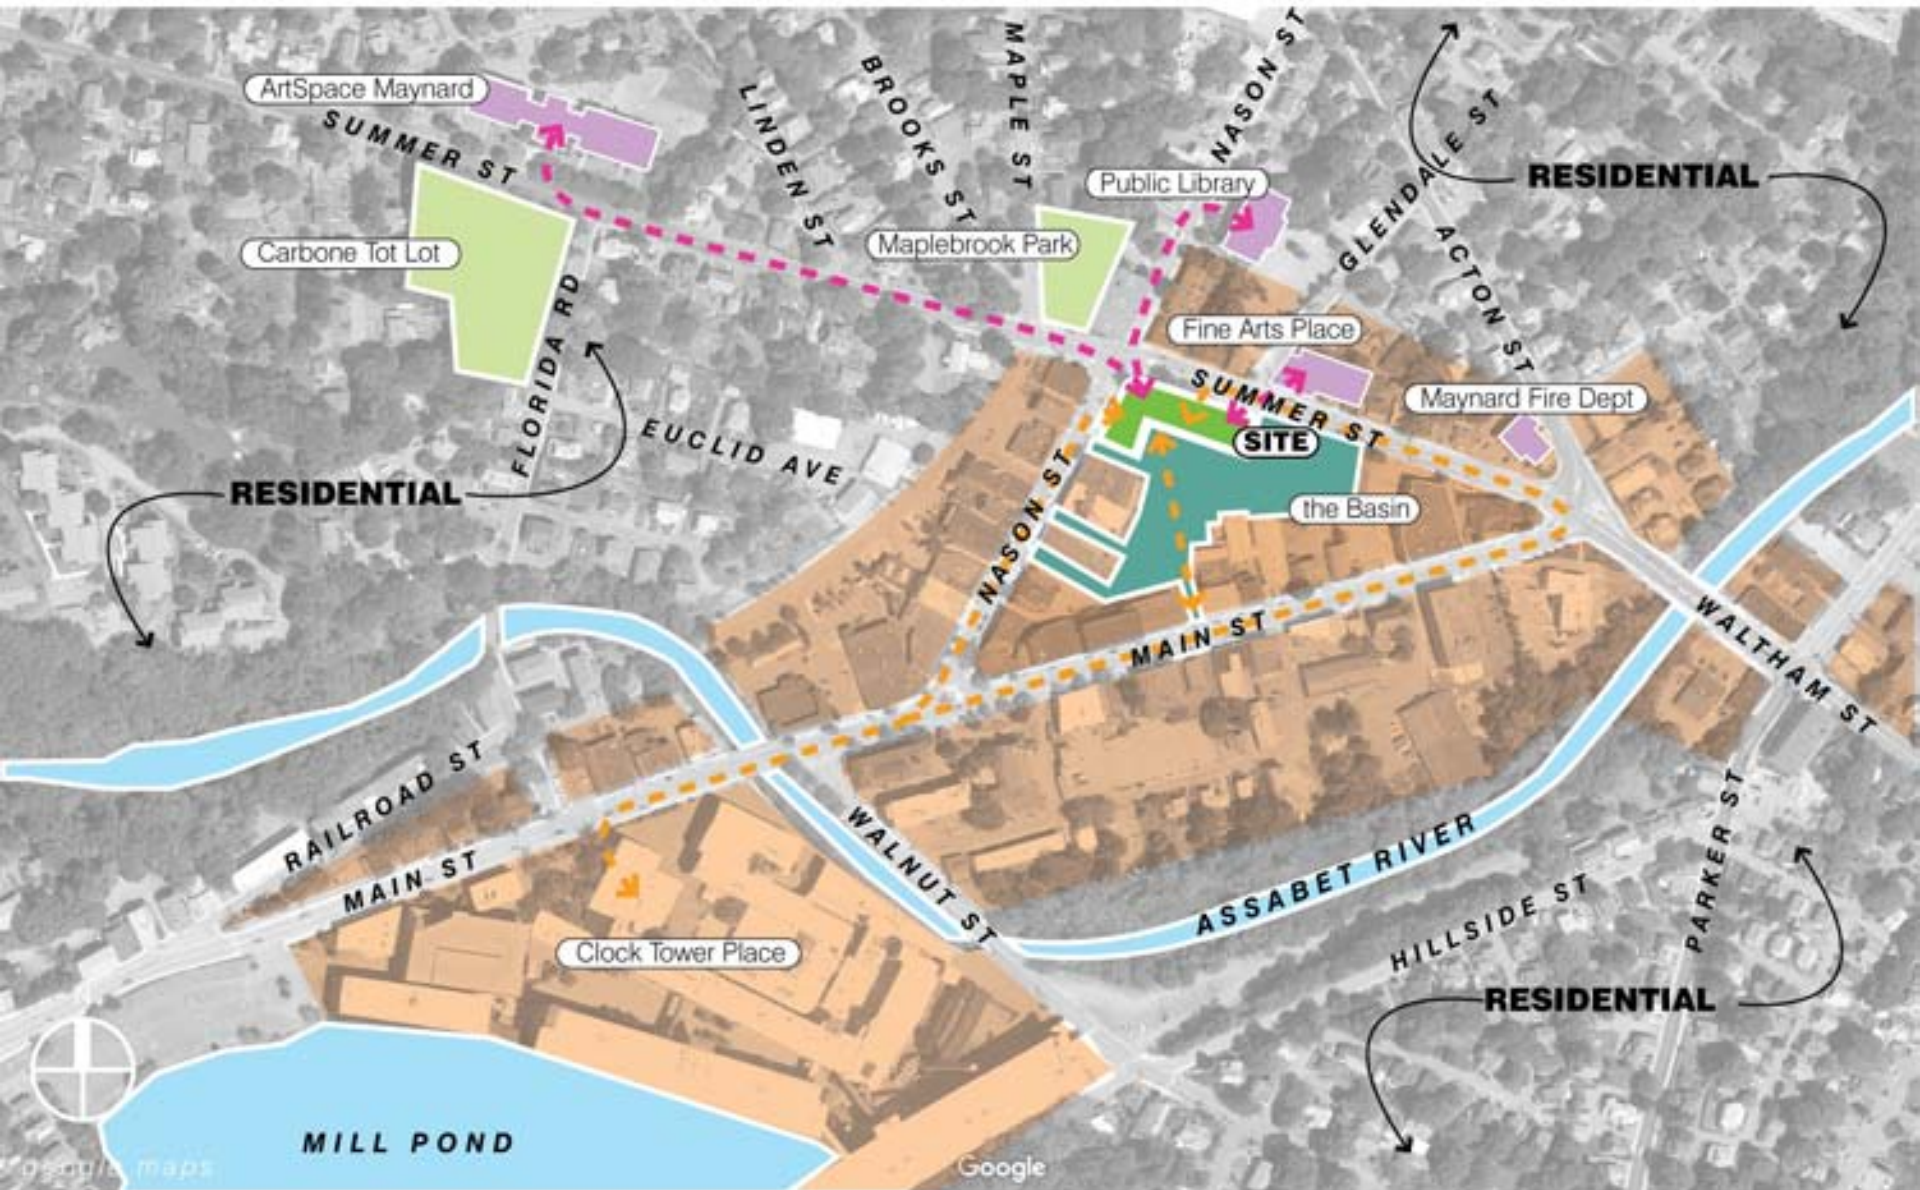 MAPLE ST
NASON ST
BROOKS ST
ArtSpace Maynard
LINDEN ST
GLENDALE ST
SUMMER ST
RESIDENTIAL
Public Library
Maplebrook Park
Carbone Tot Lot
ACTON ST
FLORIDA RD
Fine Arts Place
SUMMER ST
Maynard Fire Dept
EUCLID AVE
SITE
RESIDENTIAL
the Basin
NASON ST
MAIN ST
WALTHAM ST
RAILROAD ST
MAIN ST
WALNUT ST
ASSABET RIVER
PARKER ST
HILLSIDE ST
Clock Tower Place
RESIDENTIAL
MILL POND
google maps
Google